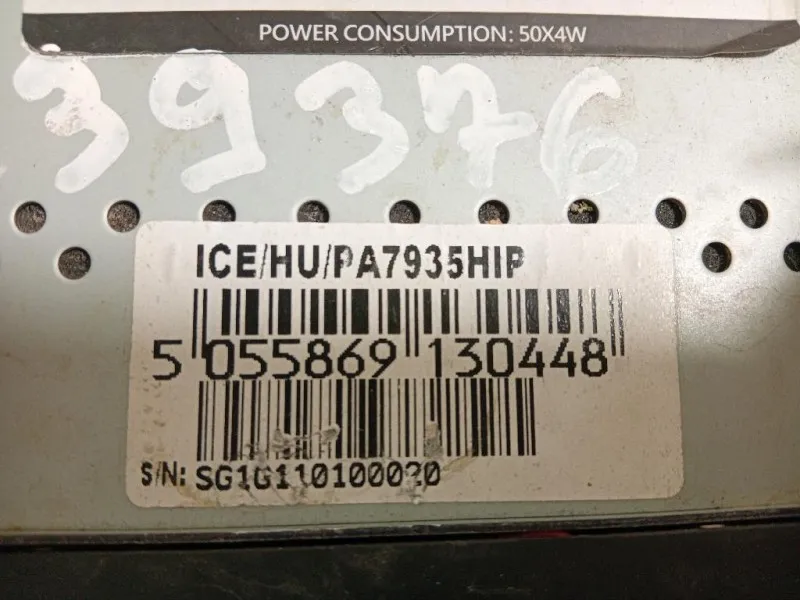 POWER CONSUMPTION: 50X4W
39376
ICE/HU/PA7935HIP
5 055869 130448
S/N: SG1G110100020